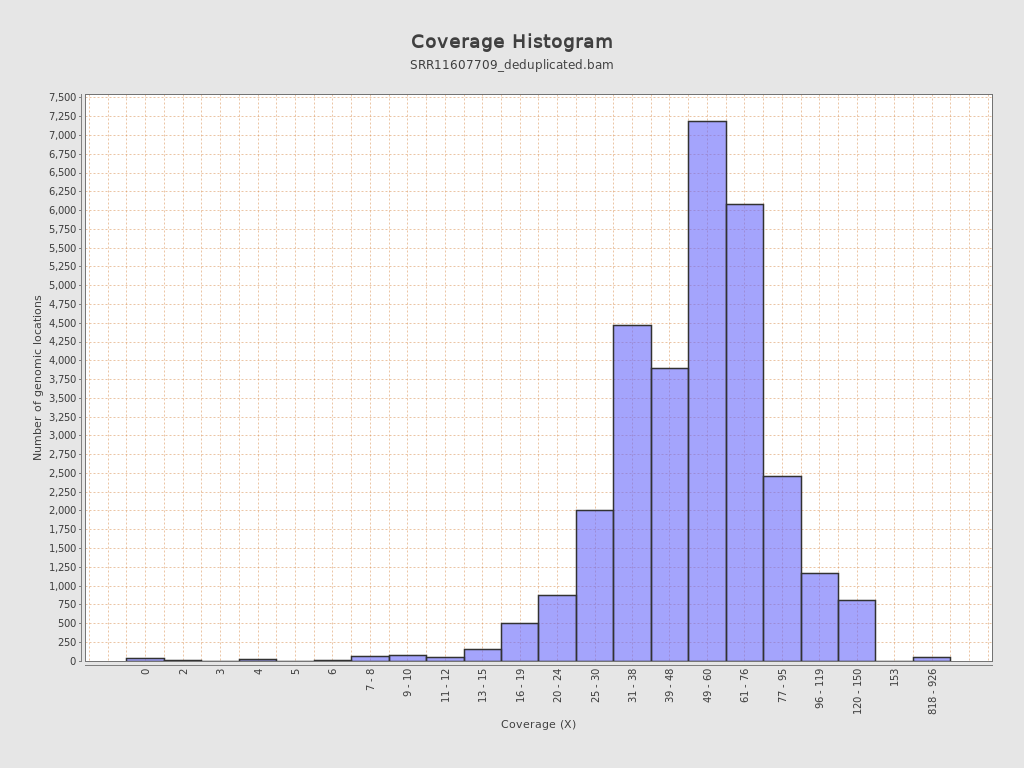 Coverage Histogram
SRR11607709_deduplicated.bam
Number of genomic locations
7,500
7,250
7,000
6,750
6,500
6,250
6,000
5,750
5,500
5,250
5,000
4,750
4,500
4,250
4,000
3,750
3,500
3,250
3,000
2,750
2,500
2,250
2,000
1,750
1,500
1,250
1,000
750
500
250
0
0
2
3
4
5
6
7 - 8
9 - 10
11 - 12
13 - 15
16 - 19
20 - 24
25 - 30
31 - 38
39 - 48
49 - 60
61 - 76
77 - 95
96 - 119
120 - 150
153
818 - 926
Coverage (X)